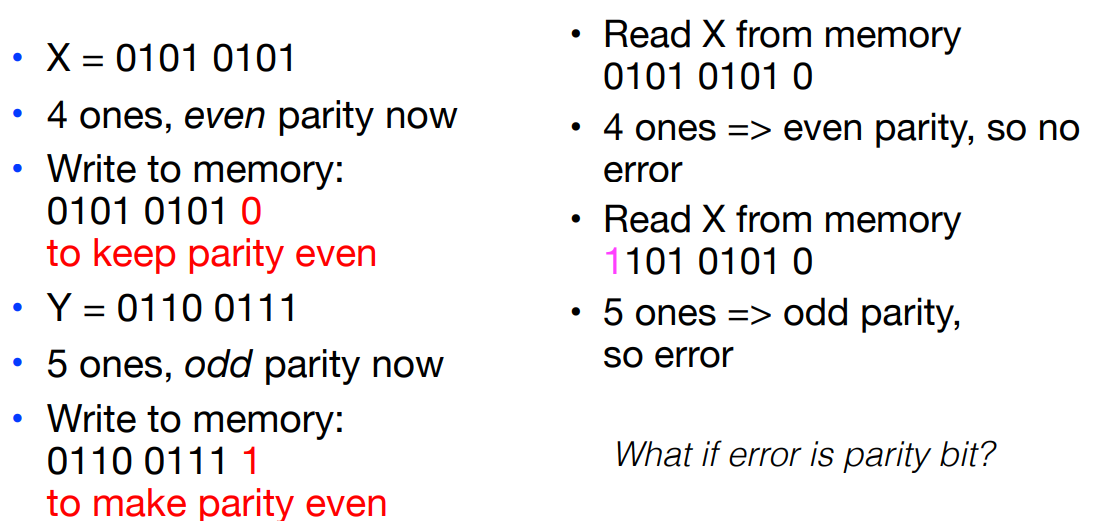 • X = 0101 0101
• 4 ones, even parity now
• Write to memory:
0101 0101 0
to keep parity even
• Y = 0110 0111
• 5 ones, odd parity now
• Write to memory:
0110 0111 1
to make parity even
• Read X from memory
0101 0101 0
• 4 ones => even parity, so no
error
• Read X from memory
1101 0101 0
• 5 ones => odd parity,
so error
What if error is parity bit?